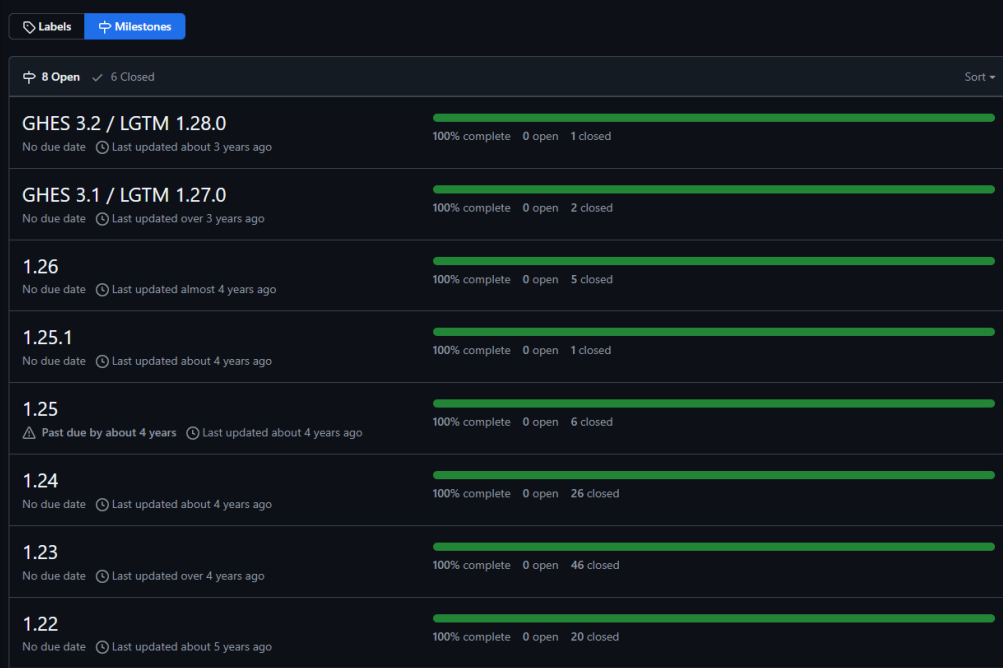 Labels Milestones
8 Open 6 Closed Sort
GHES 3.2 / LGTM 1.28.0
No due date Last updated about 3 years ago
100% complete 0 open 1 closed
GHES 3.1 / LGTM 1.27.0
No due date Last updated over 3 years ago
100% complete 0 open 2 closed
1.26
No due date Last updated almost 4 years ago
100% complete 0 open 5 closed
1.25.1
No due date Last updated about 4 years ago
100% complete 0 open 1 closed
1.25
Past due by about 4 years Last updated about 4 years ago
100% complete 0 open 6 closed
1.24
No due date Last updated about 4 years ago
100% complete 0 open 26 closed
1.23
No due date Last updated over 4 years ago
100% complete 0 open 46 closed
1.22
No due date Last updated about 5 years ago
100% complete 0 open 20 closed